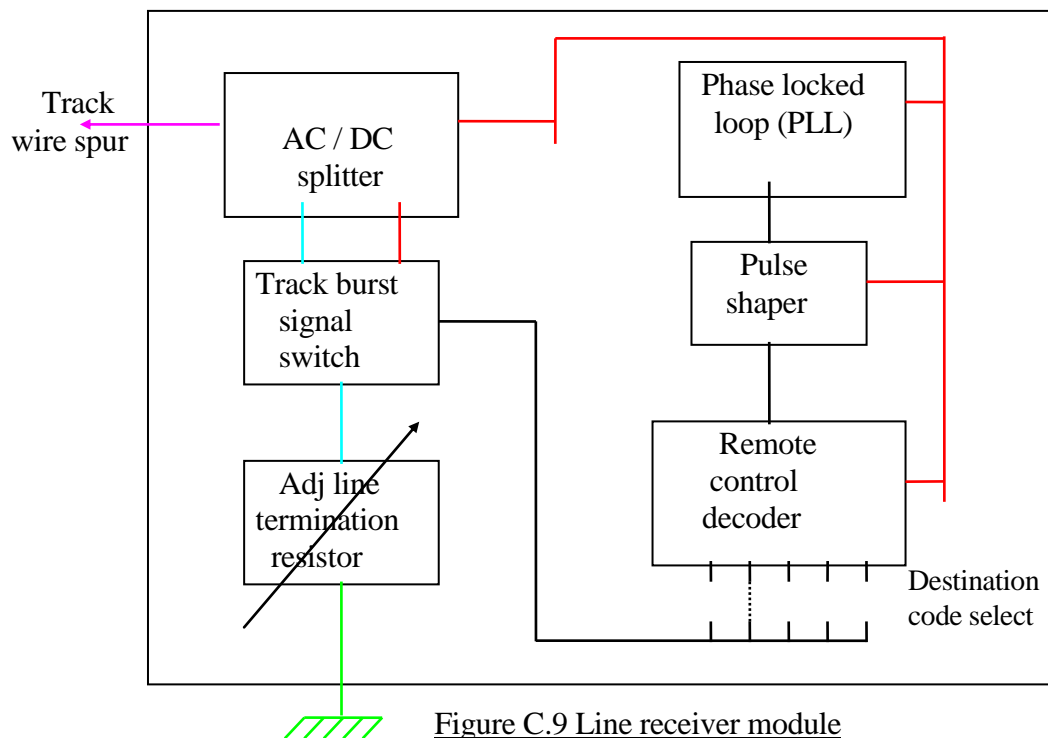 Track
wire spur
AC / DC
splitter
Phase locked
loop (PLL)
Track burst
signal
switch
Pulse
shaper
Adj line
termination
resistor
Remote
control
decoder
Destination
code select
Figure C.9 Line receiver module